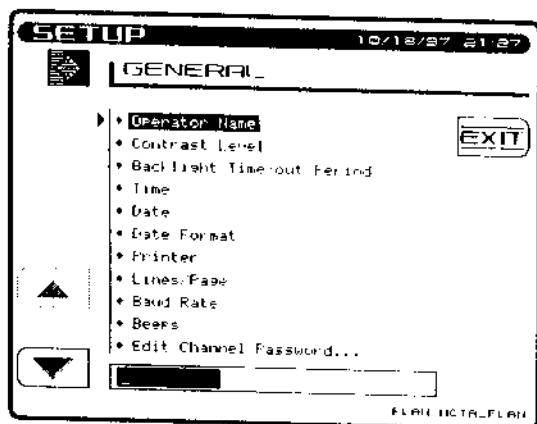 SETUP 10/18/97 21:27
GENERAL
• Operator Name
EXIT
• Contrast Level
• Backlight Time-out Period
• Time
• Date
• Date Format
• Printer
• Lines/Page
• Baud Rate
• Beeps
• Edit Channel Password...